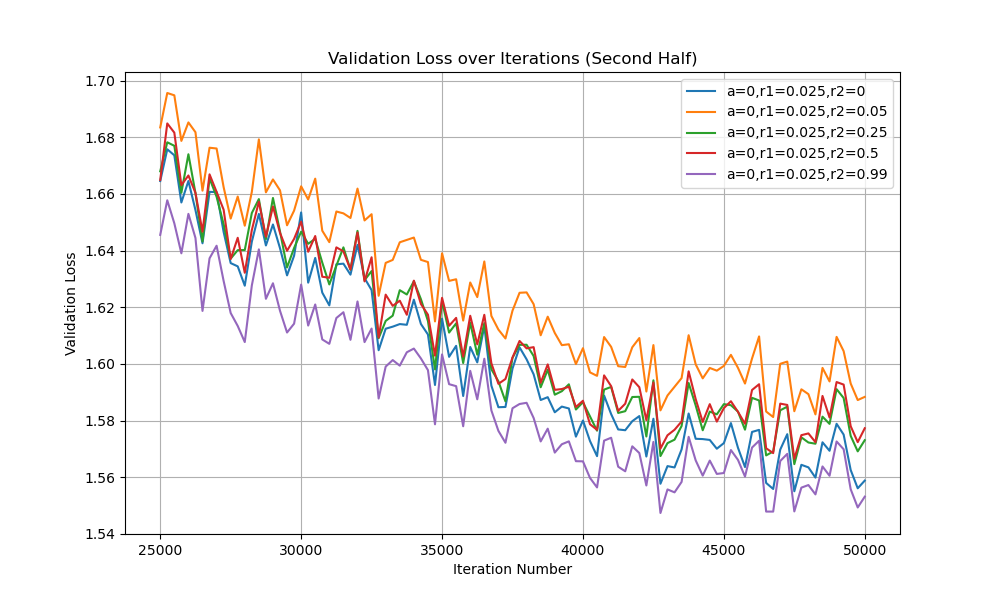 Validation Loss over Iterations (Second Half)
1.70
1.68
1.66
1.64
1.62
1.60
1.58
1.56
1.54
Validation Loss
a=0,r1=0.025,r2=0
a=0,r1=0.025,r2=0.05
a=0,r1=0.025,r2=0.25
a=0,r1=0.025,r2=0.5
a=0,r1=0.025,r2=0.99
25000 30000 35000 40000 45000 50000
Iteration Number